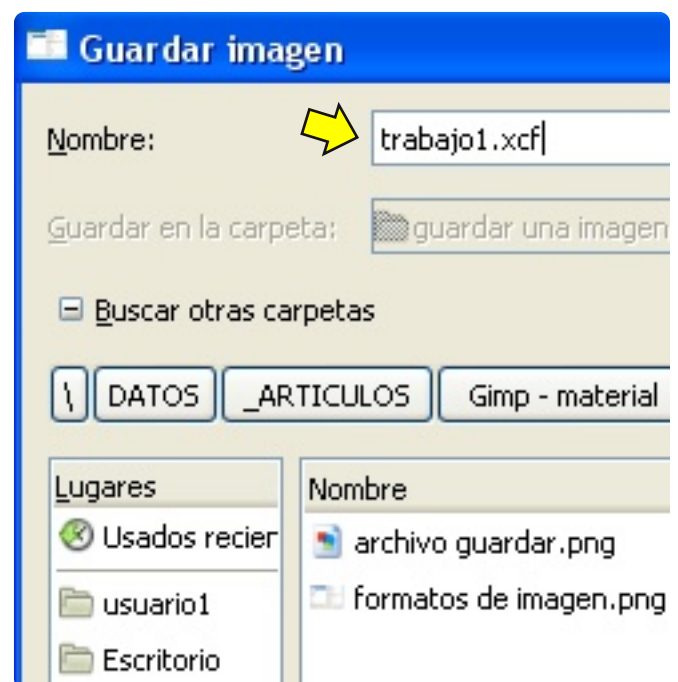 Guardar imagen
Nombre: trabajo1.xcf
Guardar en la carpeta: guardar una imagen
Buscar otras carpetas
\ DATOS _ARTICULOS Gimp - material
Lugares Nombre
Usados recien archivo guardar.png
usuario1 formatos de imagen.png
Escritorio